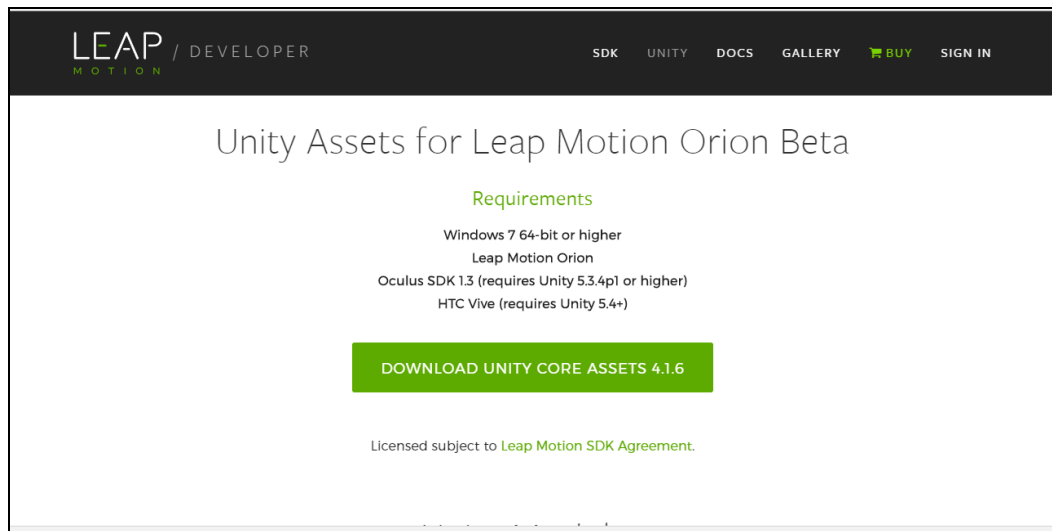 LEAP MOTION / DEVELOPER
SDK UNITY DOCS GALLERY BUY SIGN IN
Unity Assets for Leap Motion Orion Beta
Requirements
Windows 7 64-bit or higher
Leap Motion Orion
Oculus SDK 1.3 (requires Unity 5.3.4p1 or higher)
HTC Vive (requires Unity 5.4+)
DOWNLOAD UNITY CORE ASSETS 4.1.6
Licensed subject to Leap Motion SDK Agreement.